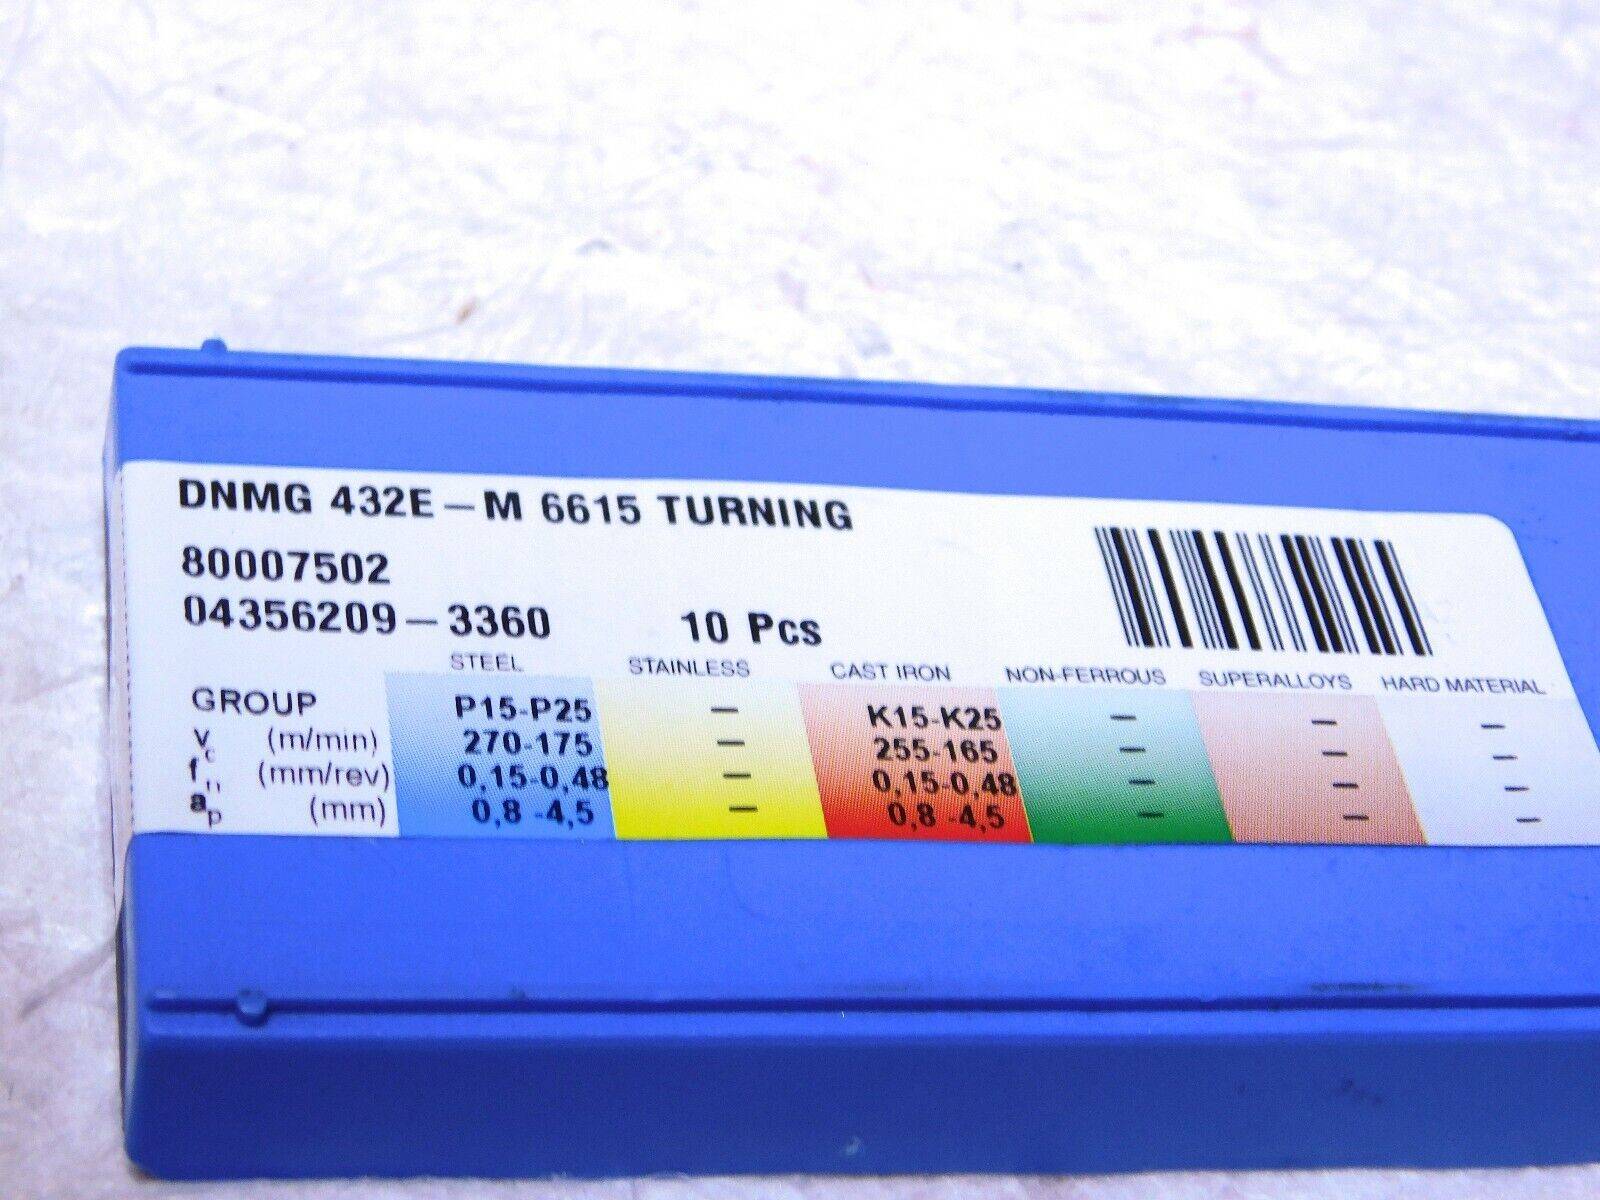 DNMG 432E-M 6615 TURNING
80007502
04356209-3360 10 Pcs
STEEL STAINLESS CAST IRON NON-FERROUS SUPERALLOYS HARD MATERIAL
GROUP P15-P25 - K15-K25 - - -
vc (m/min) 270-175 - 255-165 - - -
fn (mm/rev) 0,15-0,48 - 0,15-0,48 - - -
ap (mm) 0,8 -4,5 - 0,8 -4,5 - - -